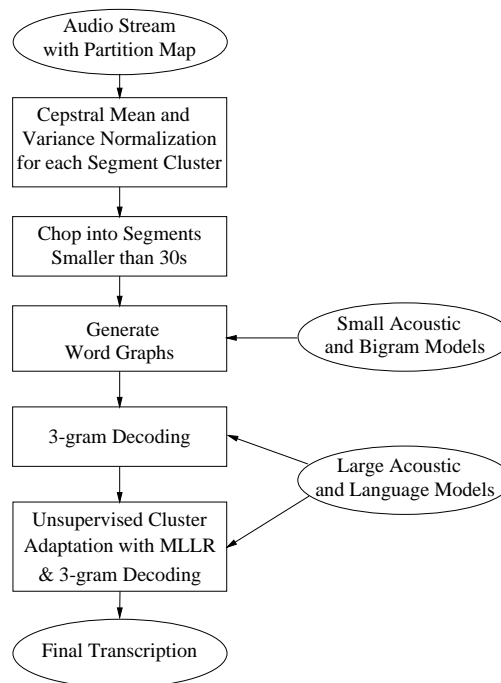 Audio Stream
with Partition Map
Cepstral Mean and
Variance Normalization
for each Segment Cluster
Chop into Segments
Smaller than 30s
Generate
Word Graphs
Small Acoustic
and Bigram Models
3-gram Decoding
Large Acoustic
and Language Models
Unsupervised Cluster
Adaptation with MLLR
& 3-gram Decoding
Final Transcription